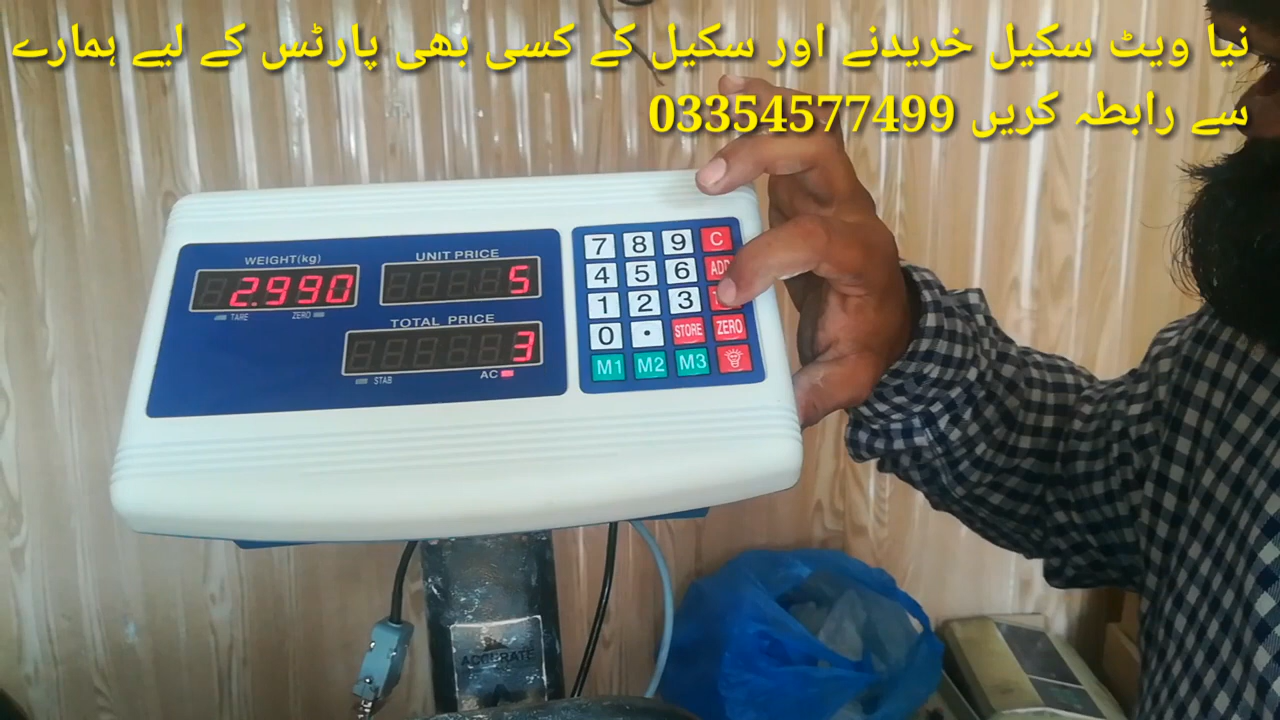 نیا ویٹ سکیل خریدنے اور سکیل کے کسی بھی پارٹس کے لیے ہمارے
سے رابطہ کریں 03354577499
WEIGHT(kg) UNIT PRICE
2.990 5
TARE ZERO
TOTAL PRICE
3
STAB AC
7 8 9 C
4 5 6
1 2 3
0 . STORE ZERO
M1 M2 M3
ACCURATE